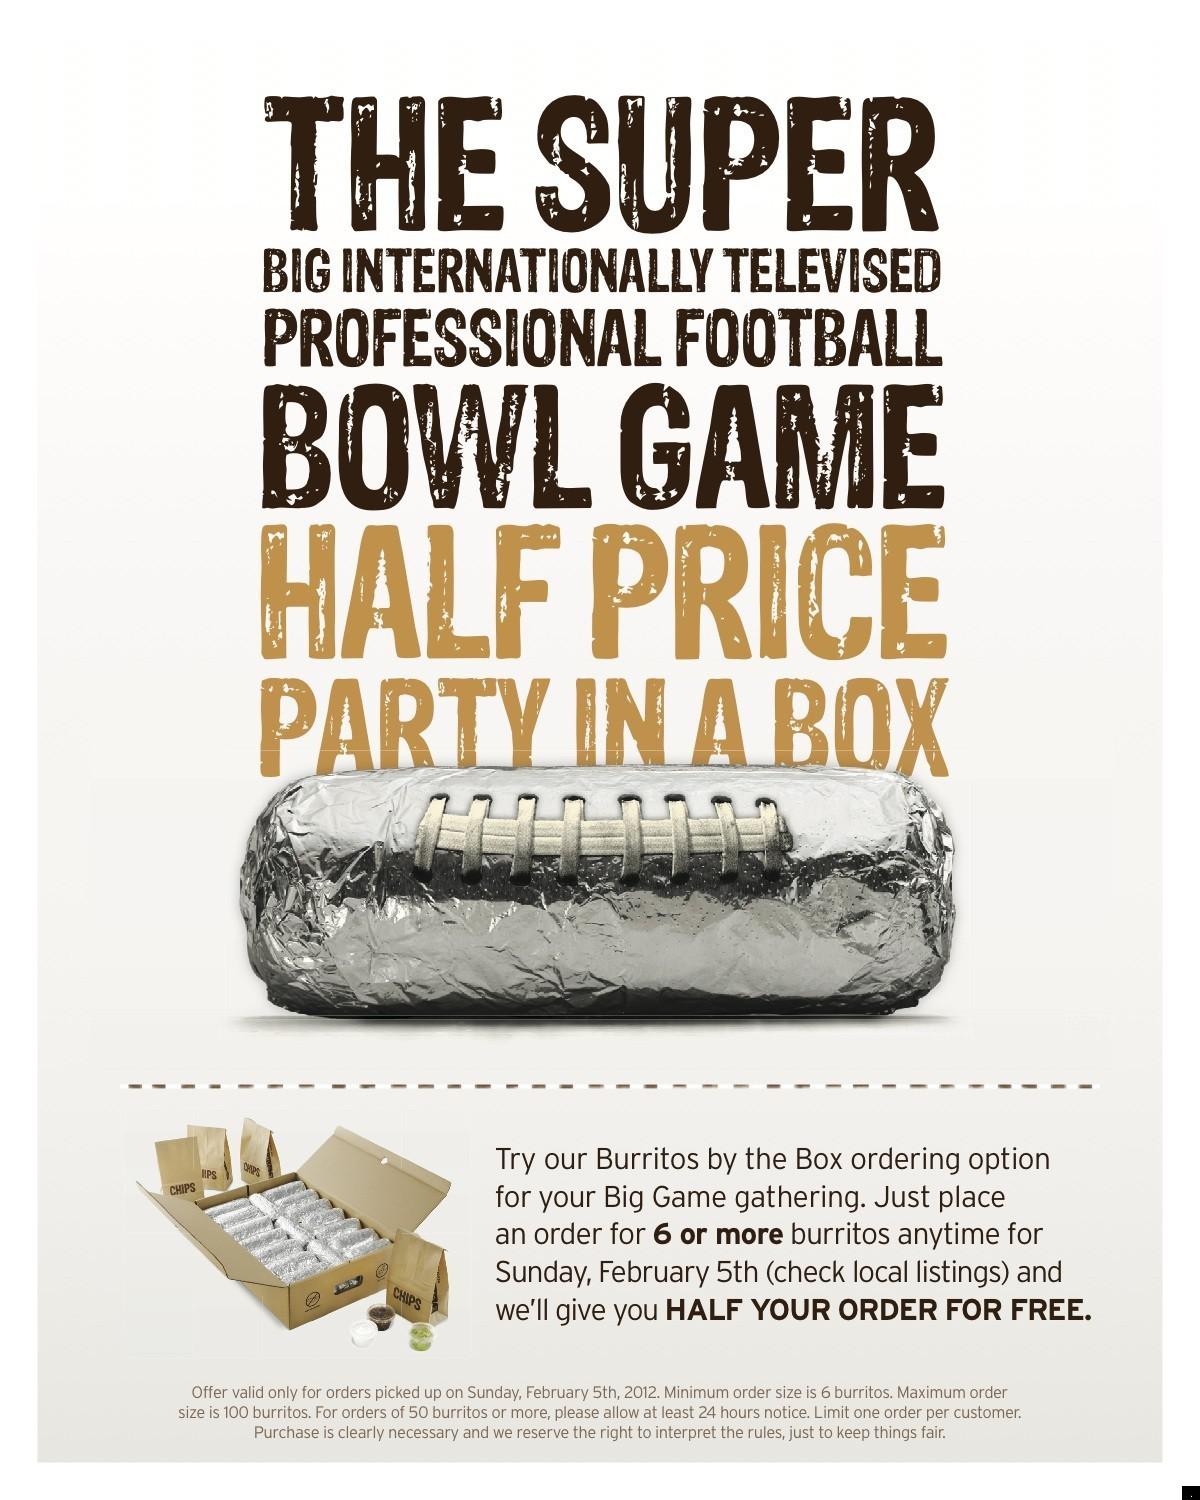 THE SUPER
BIG INTERNATIONALLY TELEVISED
PROFESSIONAL FOOTBALL
BOWL GAME
HALF PRICE
PARTY IN A BOX
CHIPS
IPS
CHIPS
CHIPS
Try our Burritos by the Box ordering option
for your Big Game gathering. Just place
an order for 6 or more burritos anytime for
Sunday, February 5th (check local listings) and
we'll give you HALF YOUR ORDER FOR FREE.
Offer valid only for orders picked up on Sunday, February 5th, 2012. Minimum order size is 6 burritos. Maximum order
size is 100 burritos. For orders of 50 burritos or more, please allow at least 24 hours notice. Limit one order per customer.
Purchase is clearly necessary and we reserve the right to interpret the rules, just to keep things fair.